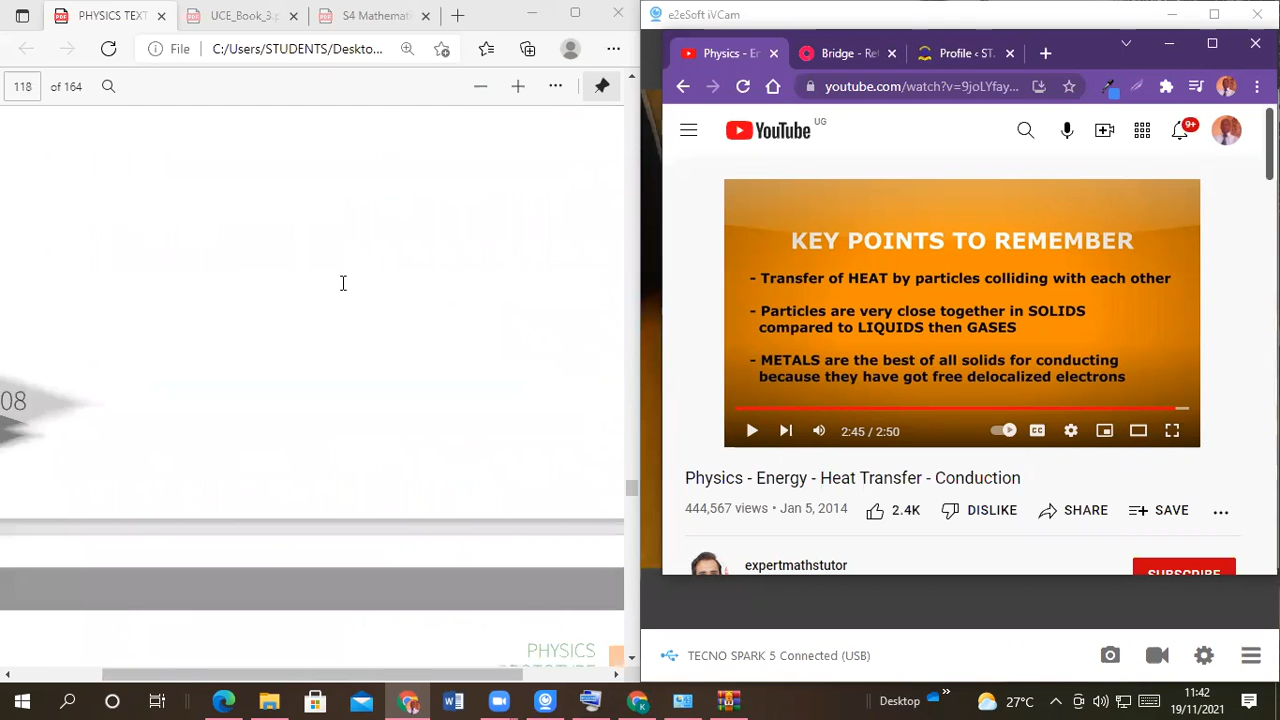 PHYSICS TEXT
UCE_Book_3.p
S4 Mathemat
File
C:/Users/STUDENTS/Deskto...
118
of 164
08
PHYSICS
e2eSoft iVCam
Physics - En
Bridge - Ret
Profile < ST.
youtube.com/watch?v=9joLYfay...
YouTube
UG
9+
KEY POINTS TO REMEMBER
- Transfer of HEAT by particles colliding with each other
- Particles are very close together in SOLIDS
compared to LIQUIDS then GASES
- METALS are the best of all solids for conducting
because they have got free delocalized electrons
2:45 / 2:50
CC
Physics - Energy - Heat Transfer - Conduction
444,567 views • Jan 5, 2014
2.4K
DISLIKE
SHARE
SAVE
...
expertmathstutor
SUBSCRIBE
TECNO SPARK 5 Connected (USB)
Desktop
27°C
11:42
19/11/2021